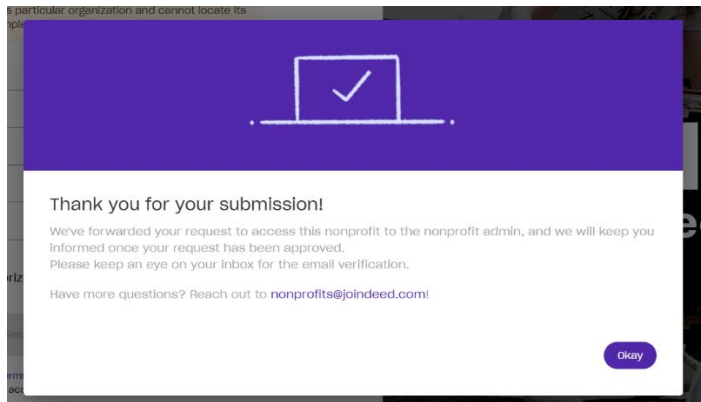 s particular organization and cannot locate its
Thank you for your submission!
We've forwarded your request to access this nonprofit to the nonprofit admin, and we will keep you
informed once your request has been approved.
Please keep an eye on your inbox for the email verification.
Have more questions? Reach out to nonprofits@joindeed.com!
Okay